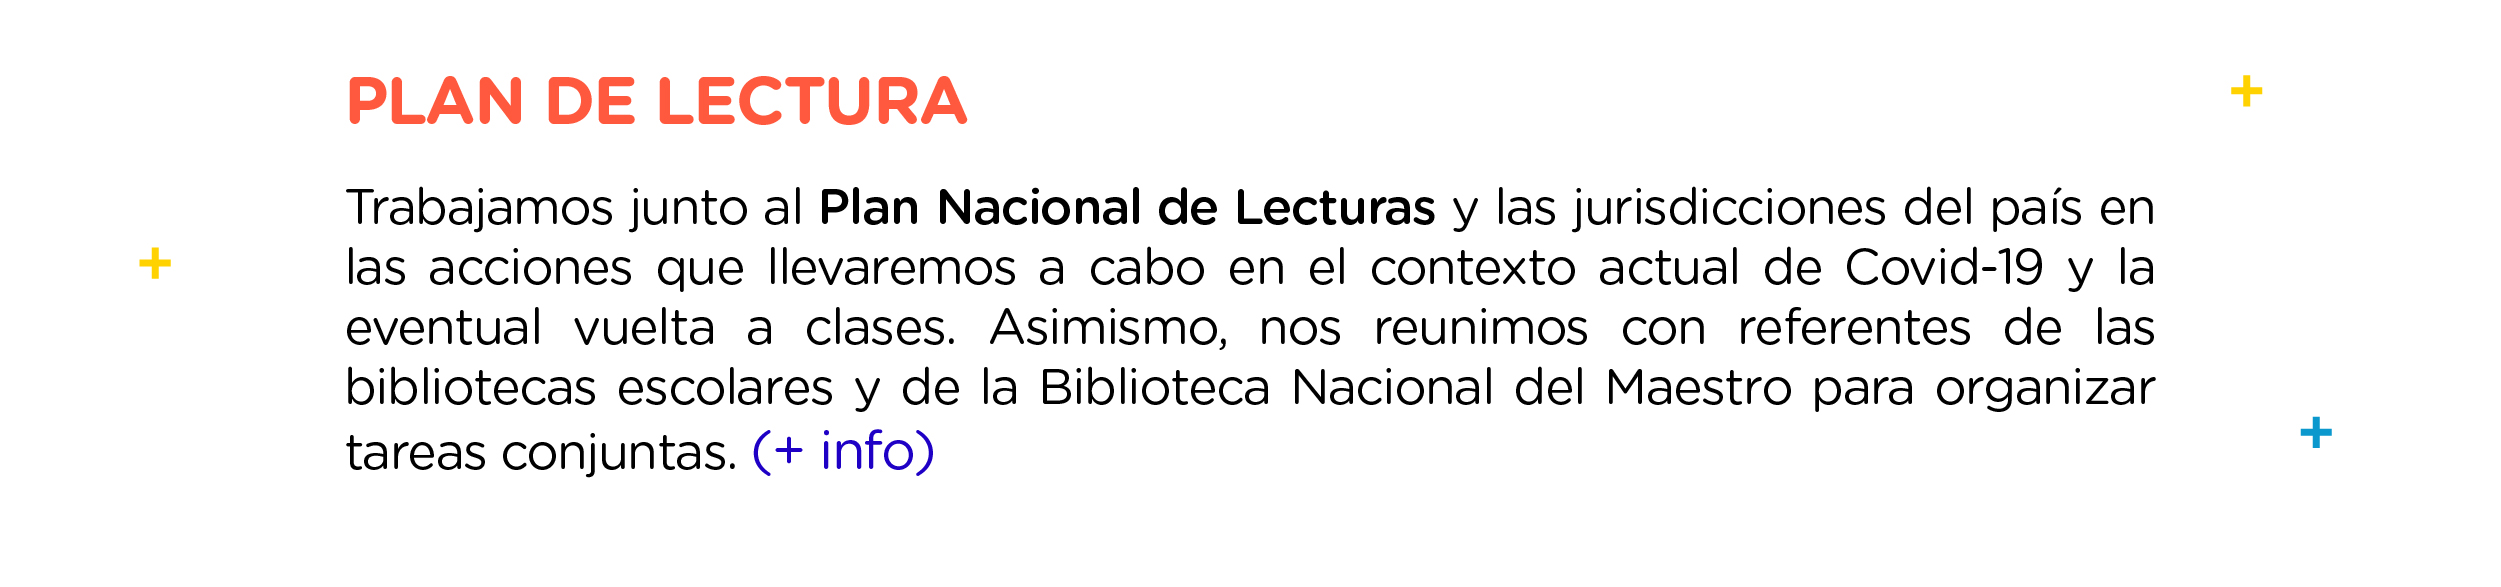 PLAN DE LECTURA
Trabajamos junto al Plan Nacional de Lecturas y las jurisdicciones del país en
las acciones que llevaremos a cabo en el contexto actual de Covid-19 y la
eventual vuelta a clases. Asimismo, nos reunimos con referentes de las
bibliotecas escolares y de la Biblioteca Nacional del Maestro para organizar
tareas conjuntas. (+ info)